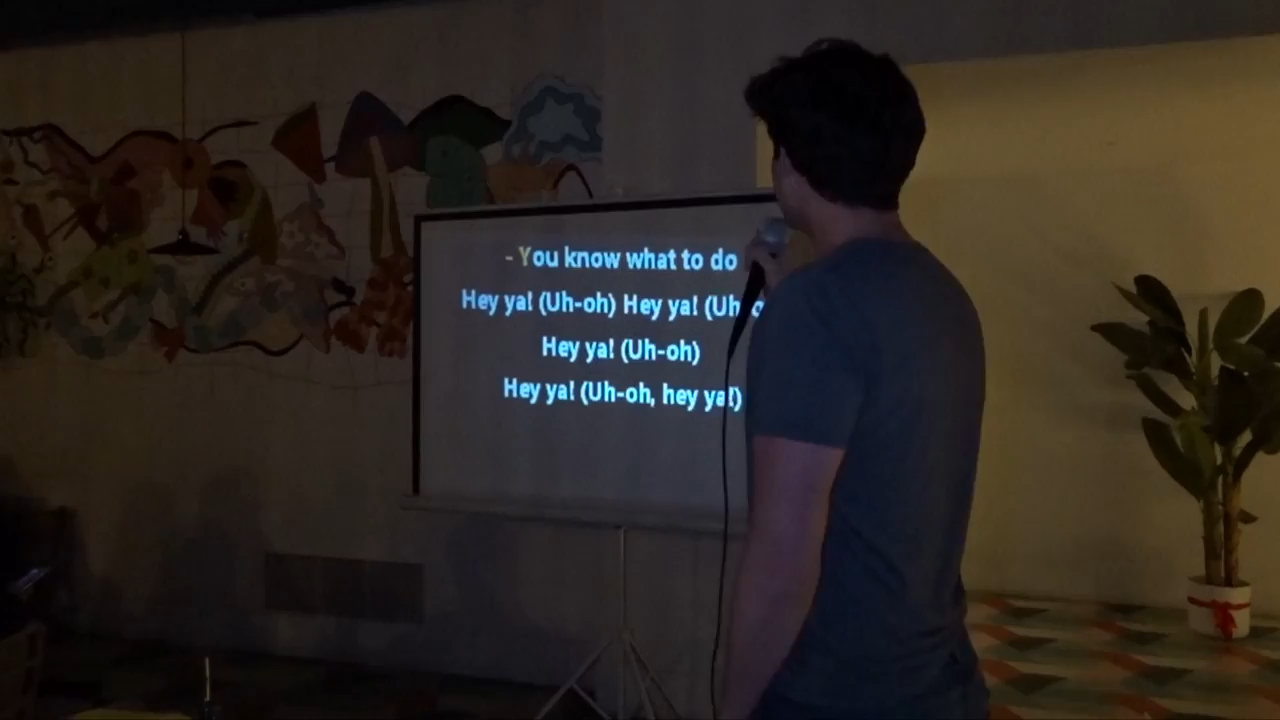 - You know what to do
Hey ya! (Uh-oh) Hey ya! (Uh-o
Hey ya! (Uh-oh)
Hey ya! (Uh-oh, hey ya!)